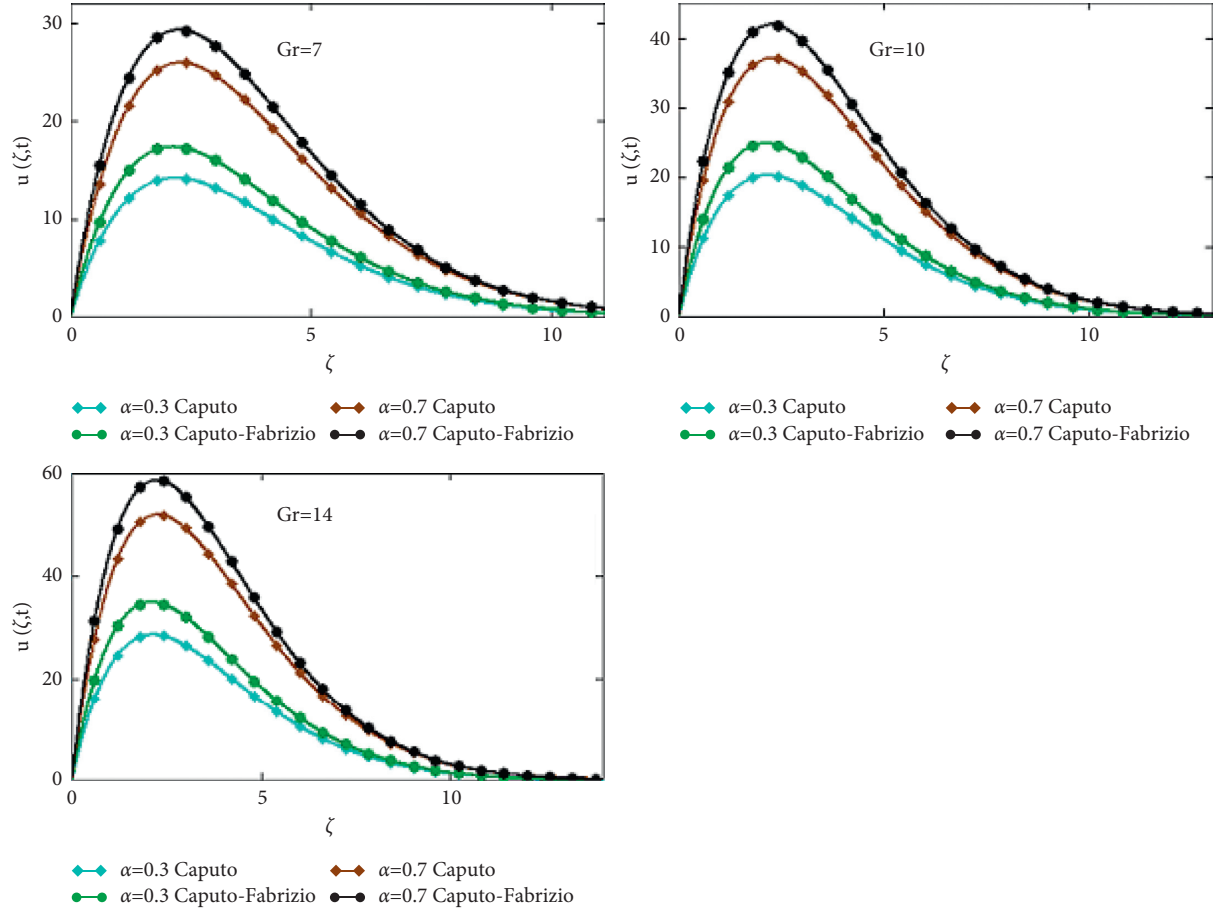 30
20
10
0
u (ζ,t)
Gr=7
0
5
10
ζ
α=0.3 Caputo
α=0.7 Caputo
α=0.3 Caputo-Fabrizio
α=0.7 Caputo-Fabrizio
40
30
20
10
0
u (ζ,t)
Gr=10
0
5
10
ζ
α=0.3 Caputo
α=0.7 Caputo
α=0.3 Caputo-Fabrizio
α=0.7 Caputo-Fabrizio
60
40
20
0
u (ζ,t)
Gr=14
0
5
10
ζ
α=0.3 Caputo
α=0.7 Caputo
α=0.3 Caputo-Fabrizio
α=0.7 Caputo-Fabrizio